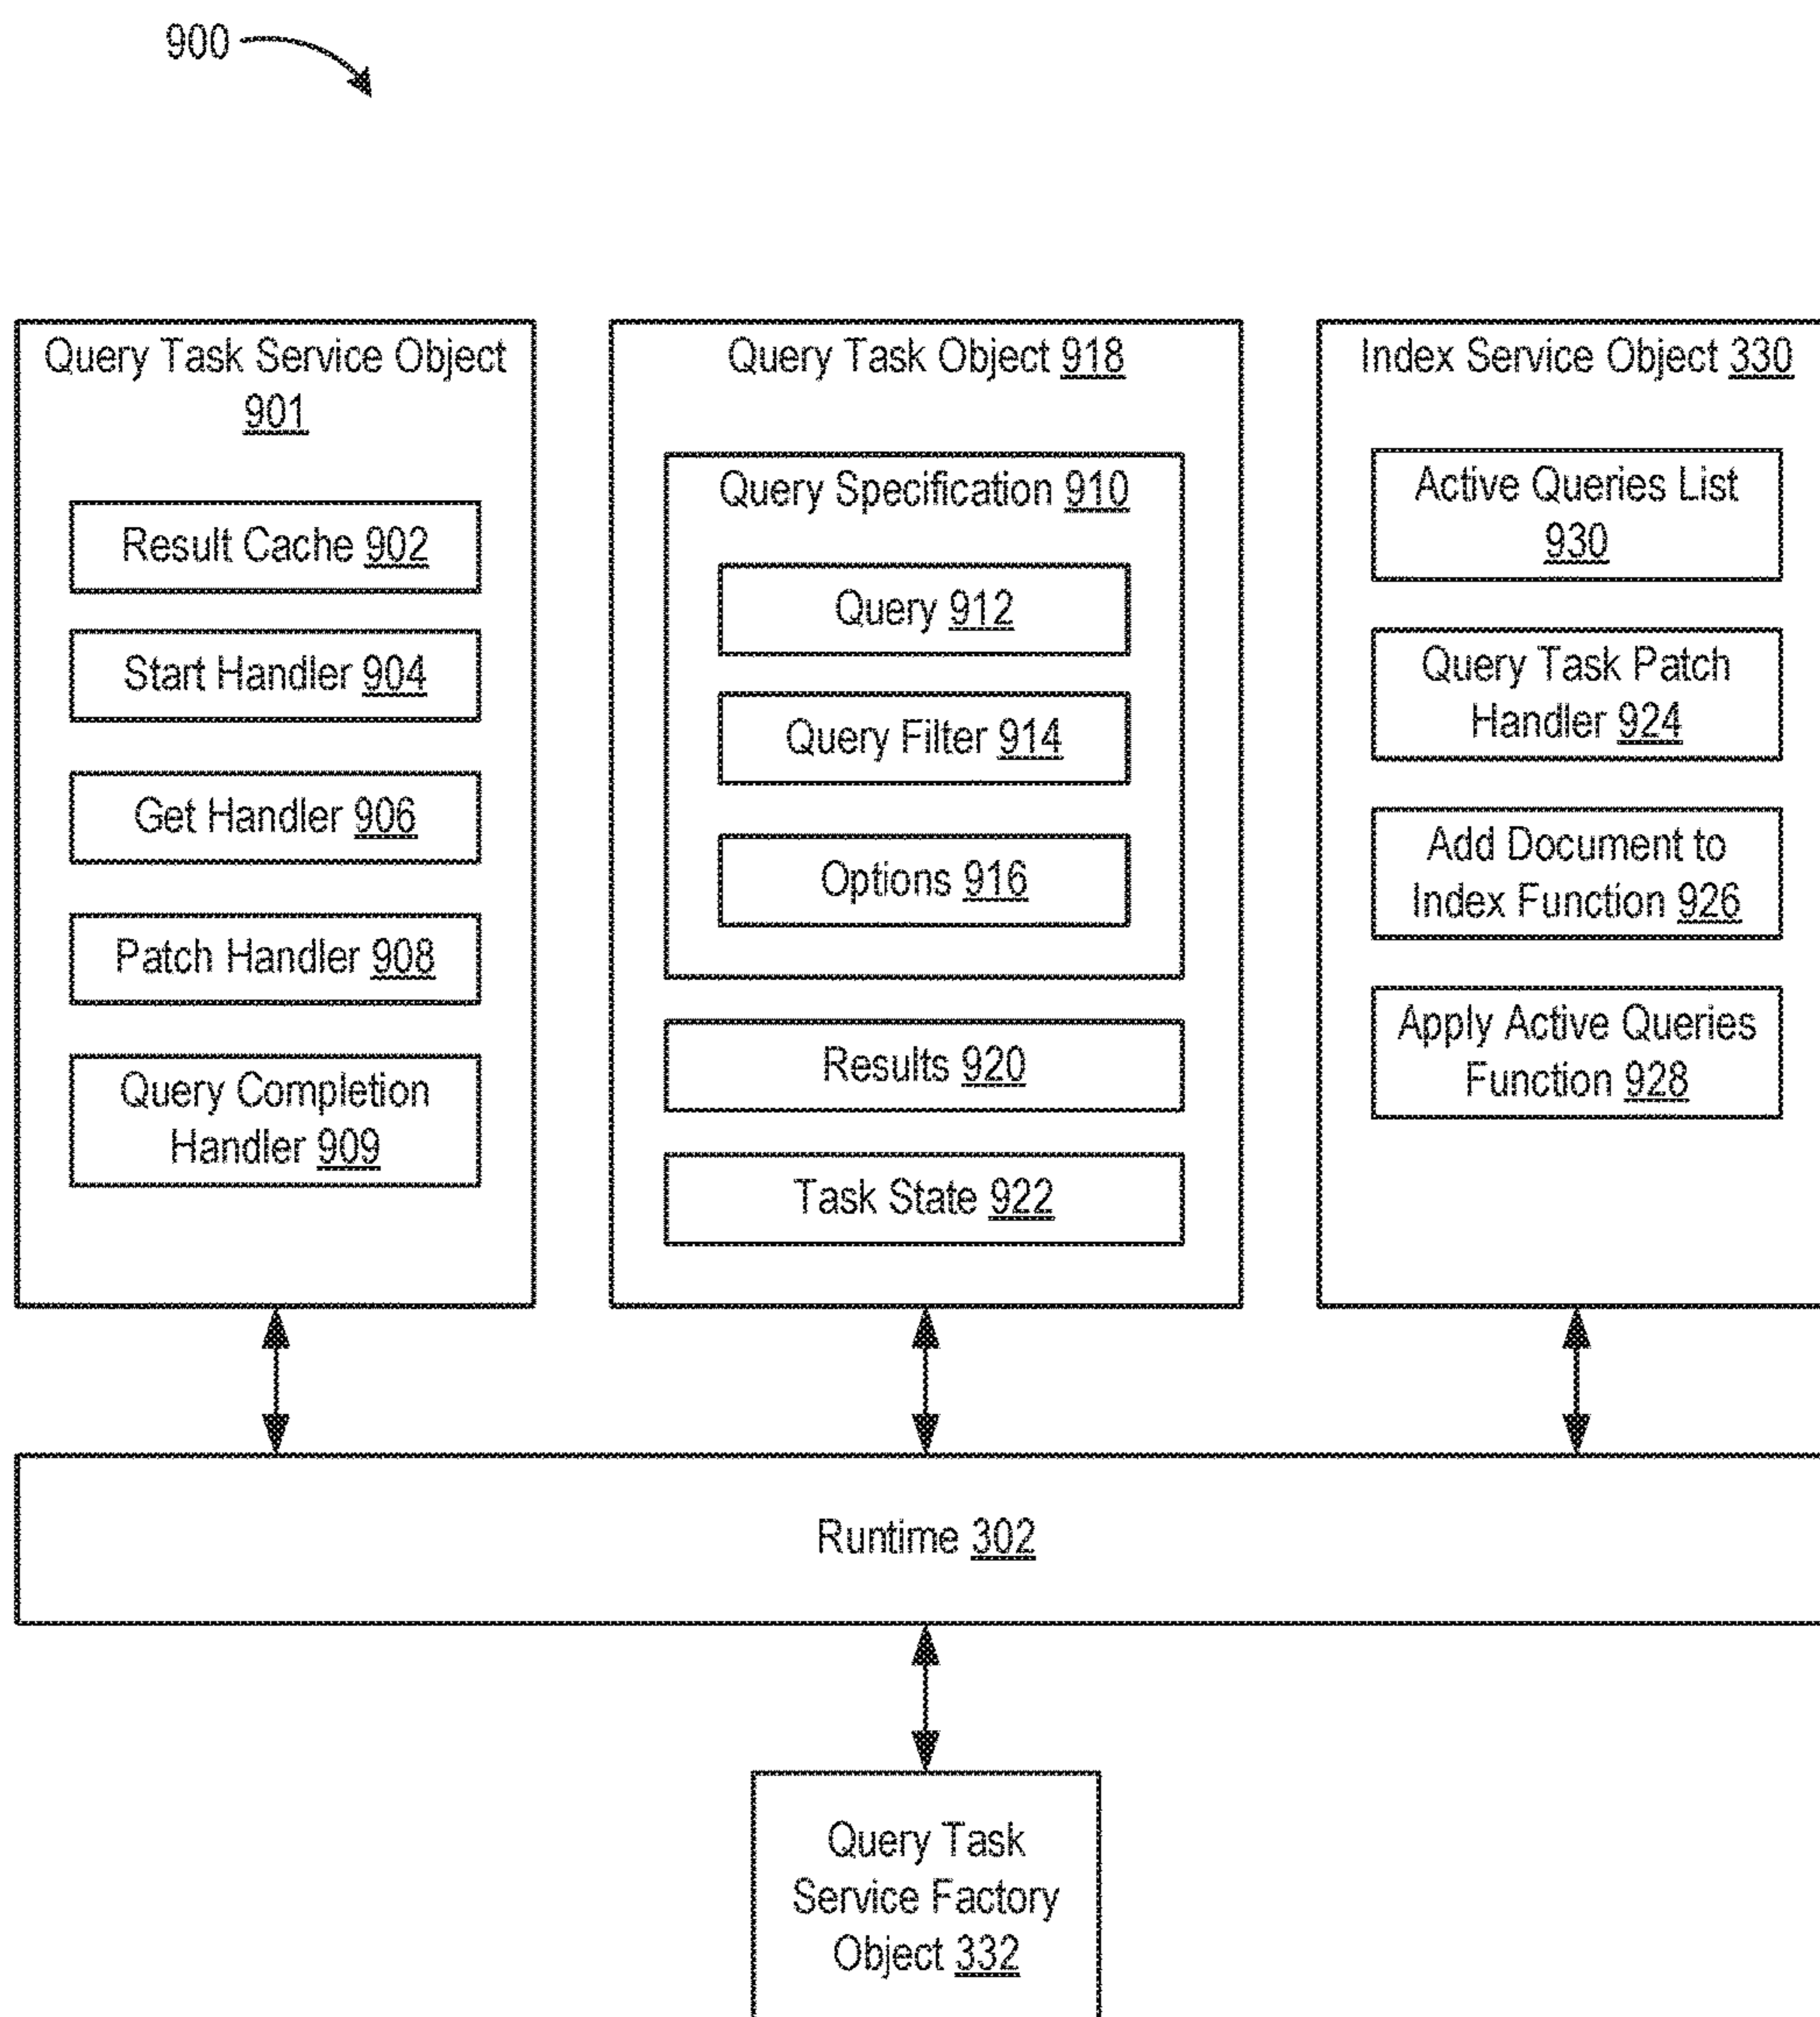 900
Query Task Service Object
901
Result Cache 902
Start Handler 904
Get Handler 906
Patch Handler 908
Query Completion
Handler 909
Query Task Object 918
Query Specification 910
Query 912
Query Filter 914
Options 916
Results 920
Task State 922
Index Service Object 330
Active Queries List
930
Query Task Patch
Handler 924
Add Document to
Index Function 926
Apply Active Queries
Function 928
Runtime 302
Query Task
Service Factory
Object 332